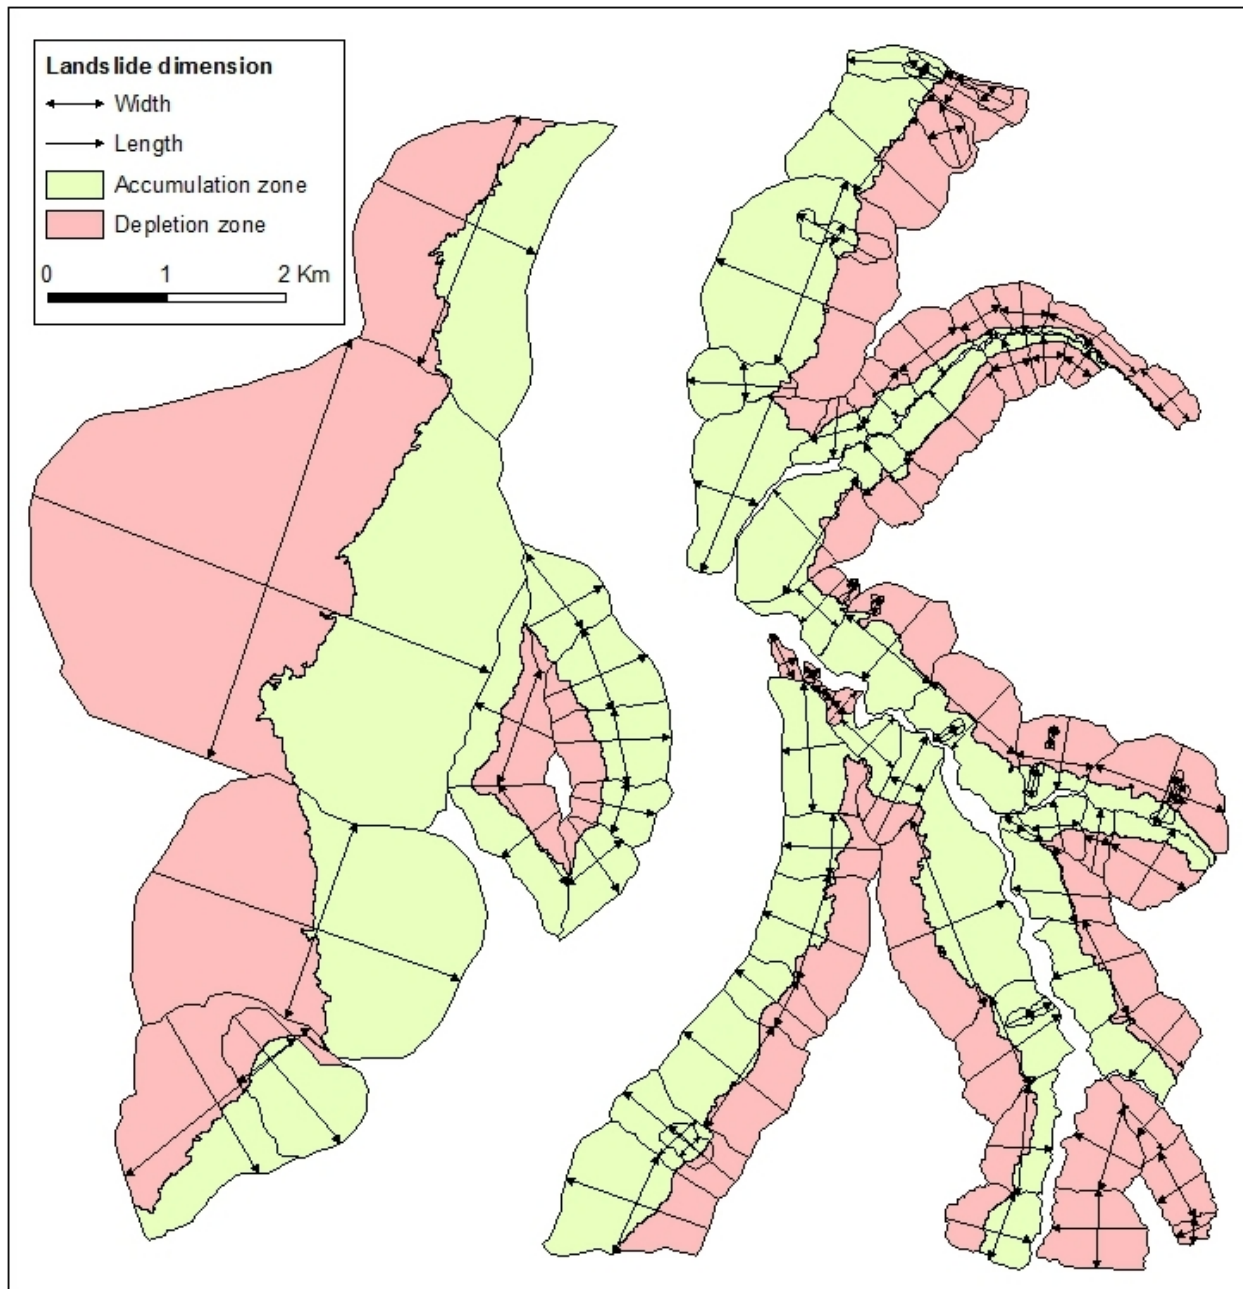 Landslide dimension
Width
Length
Accumulation zone
Depletion zone
0 1 2 Km